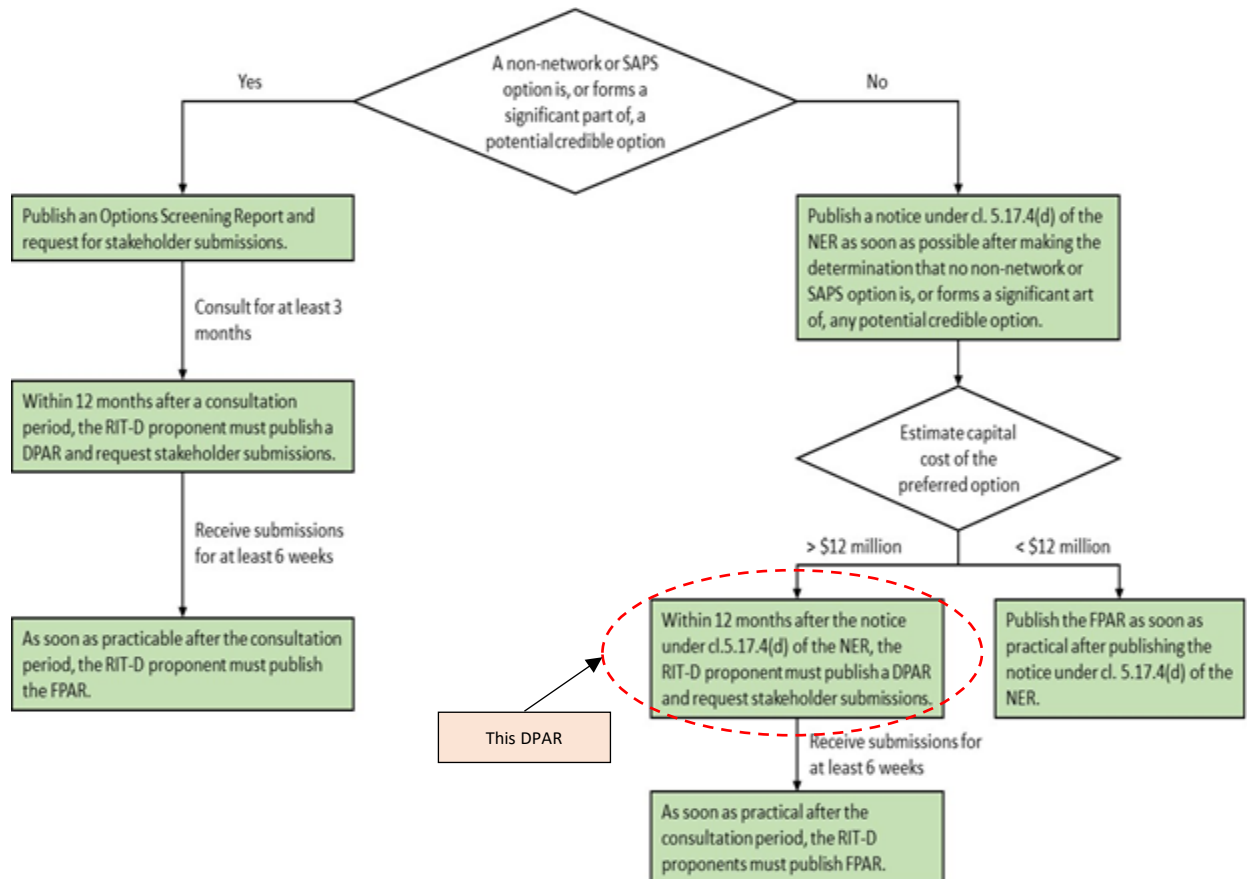 A non-network or SAPS
option is, or forms a
significant part of, a
potential credible option
Yes
No
Publish an Options Screening Report and
request for stakeholder submissions.
Consult for at least 3
months
Within 12 months after a consultation
period, the RIT-D proponent must publish a
DPAR and request stakeholder submissions.
Receive submissions
for at least 6 weeks
As soon as practicable after the consultation
period, the RIT-D proponent must publish
the FPAR.
Publish a notice under cl. 5.17.4(d) of the
NER as soon as possible after making the
determination that no non-network or
SAPS option is, or forms a significant art
of, any potential credible option.
Estimate capital
cost of the
preferred option
> $12 million
< $12 million
Within 12 months after the notice
under cl.5.17.4(d) of the NER, the
RIT-D proponent must publish a DPAR
and request stakeholder submissions.
Publish the FPAR as soon as
practical after publishing the
notice under cl. 5.17.4(d) of the
NER.
This DPAR
Receive submissions for
at least 6 weeks
As soon as practical after the
consultation period, the RIT-D
proponents must publish FPAR.